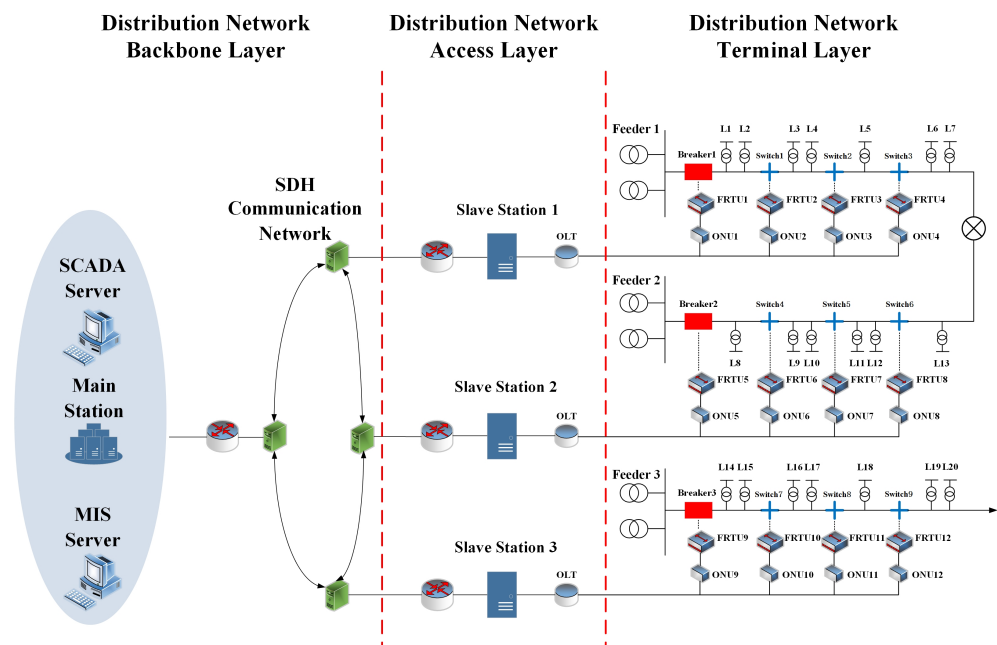 Distribution Network
Backbone Layer
Distribution Network
Access Layer
Distribution Network
Terminal Layer
SCADA
Server
Main
Station
MIS
Server
SDH
Communication
Network
Slave Station 1
OLT
Slave Station 2
OLT
Slave Station 3
OLT
Feeder 1
L1 L2 L3 L4 L5 L6 L7
Breaker1 Switch1 Switch2 Switch3
FRTU1 FRTU2 FRTU3 FRTU4
ONU1 ONU2 ONU3 ONU4
Feeder 2
Breaker2 Switch4 Switch5 Switch6
L8 L9 L10 L11 L12 L13
FRTU5 FRTU6 FRTU7 FRTU8
ONU5 ONU6 ONU7 ONU8
Feeder 3
L14 L15 L16 L17 L18 L19 L20
Breaker3 Switch7 Switch8 Switch9
FRTU9 FRTU10 FRTU11 FRTU12
ONU9 ONU10 ONU11 ONU12